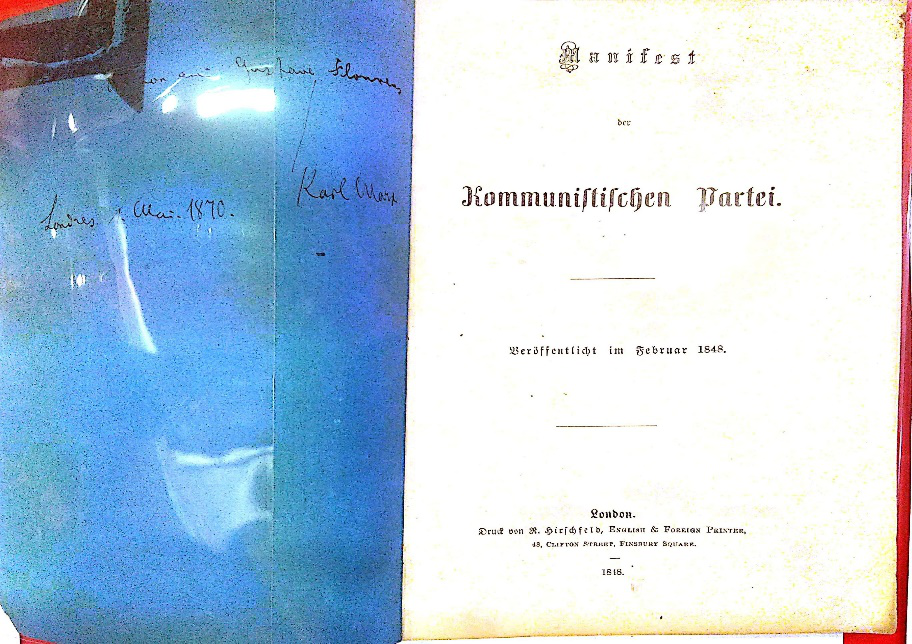 ami Gustave Flourens
Karl Marx
Londres Mai. 1870.
Manifest
der
Kommunistischen Partei.
Veröffentlicht im Februar 1848.
London.
Druck von R. Hirschfeld, English & Foreign Printer,
48, Clifton Street, Finsbury Square.
1848.